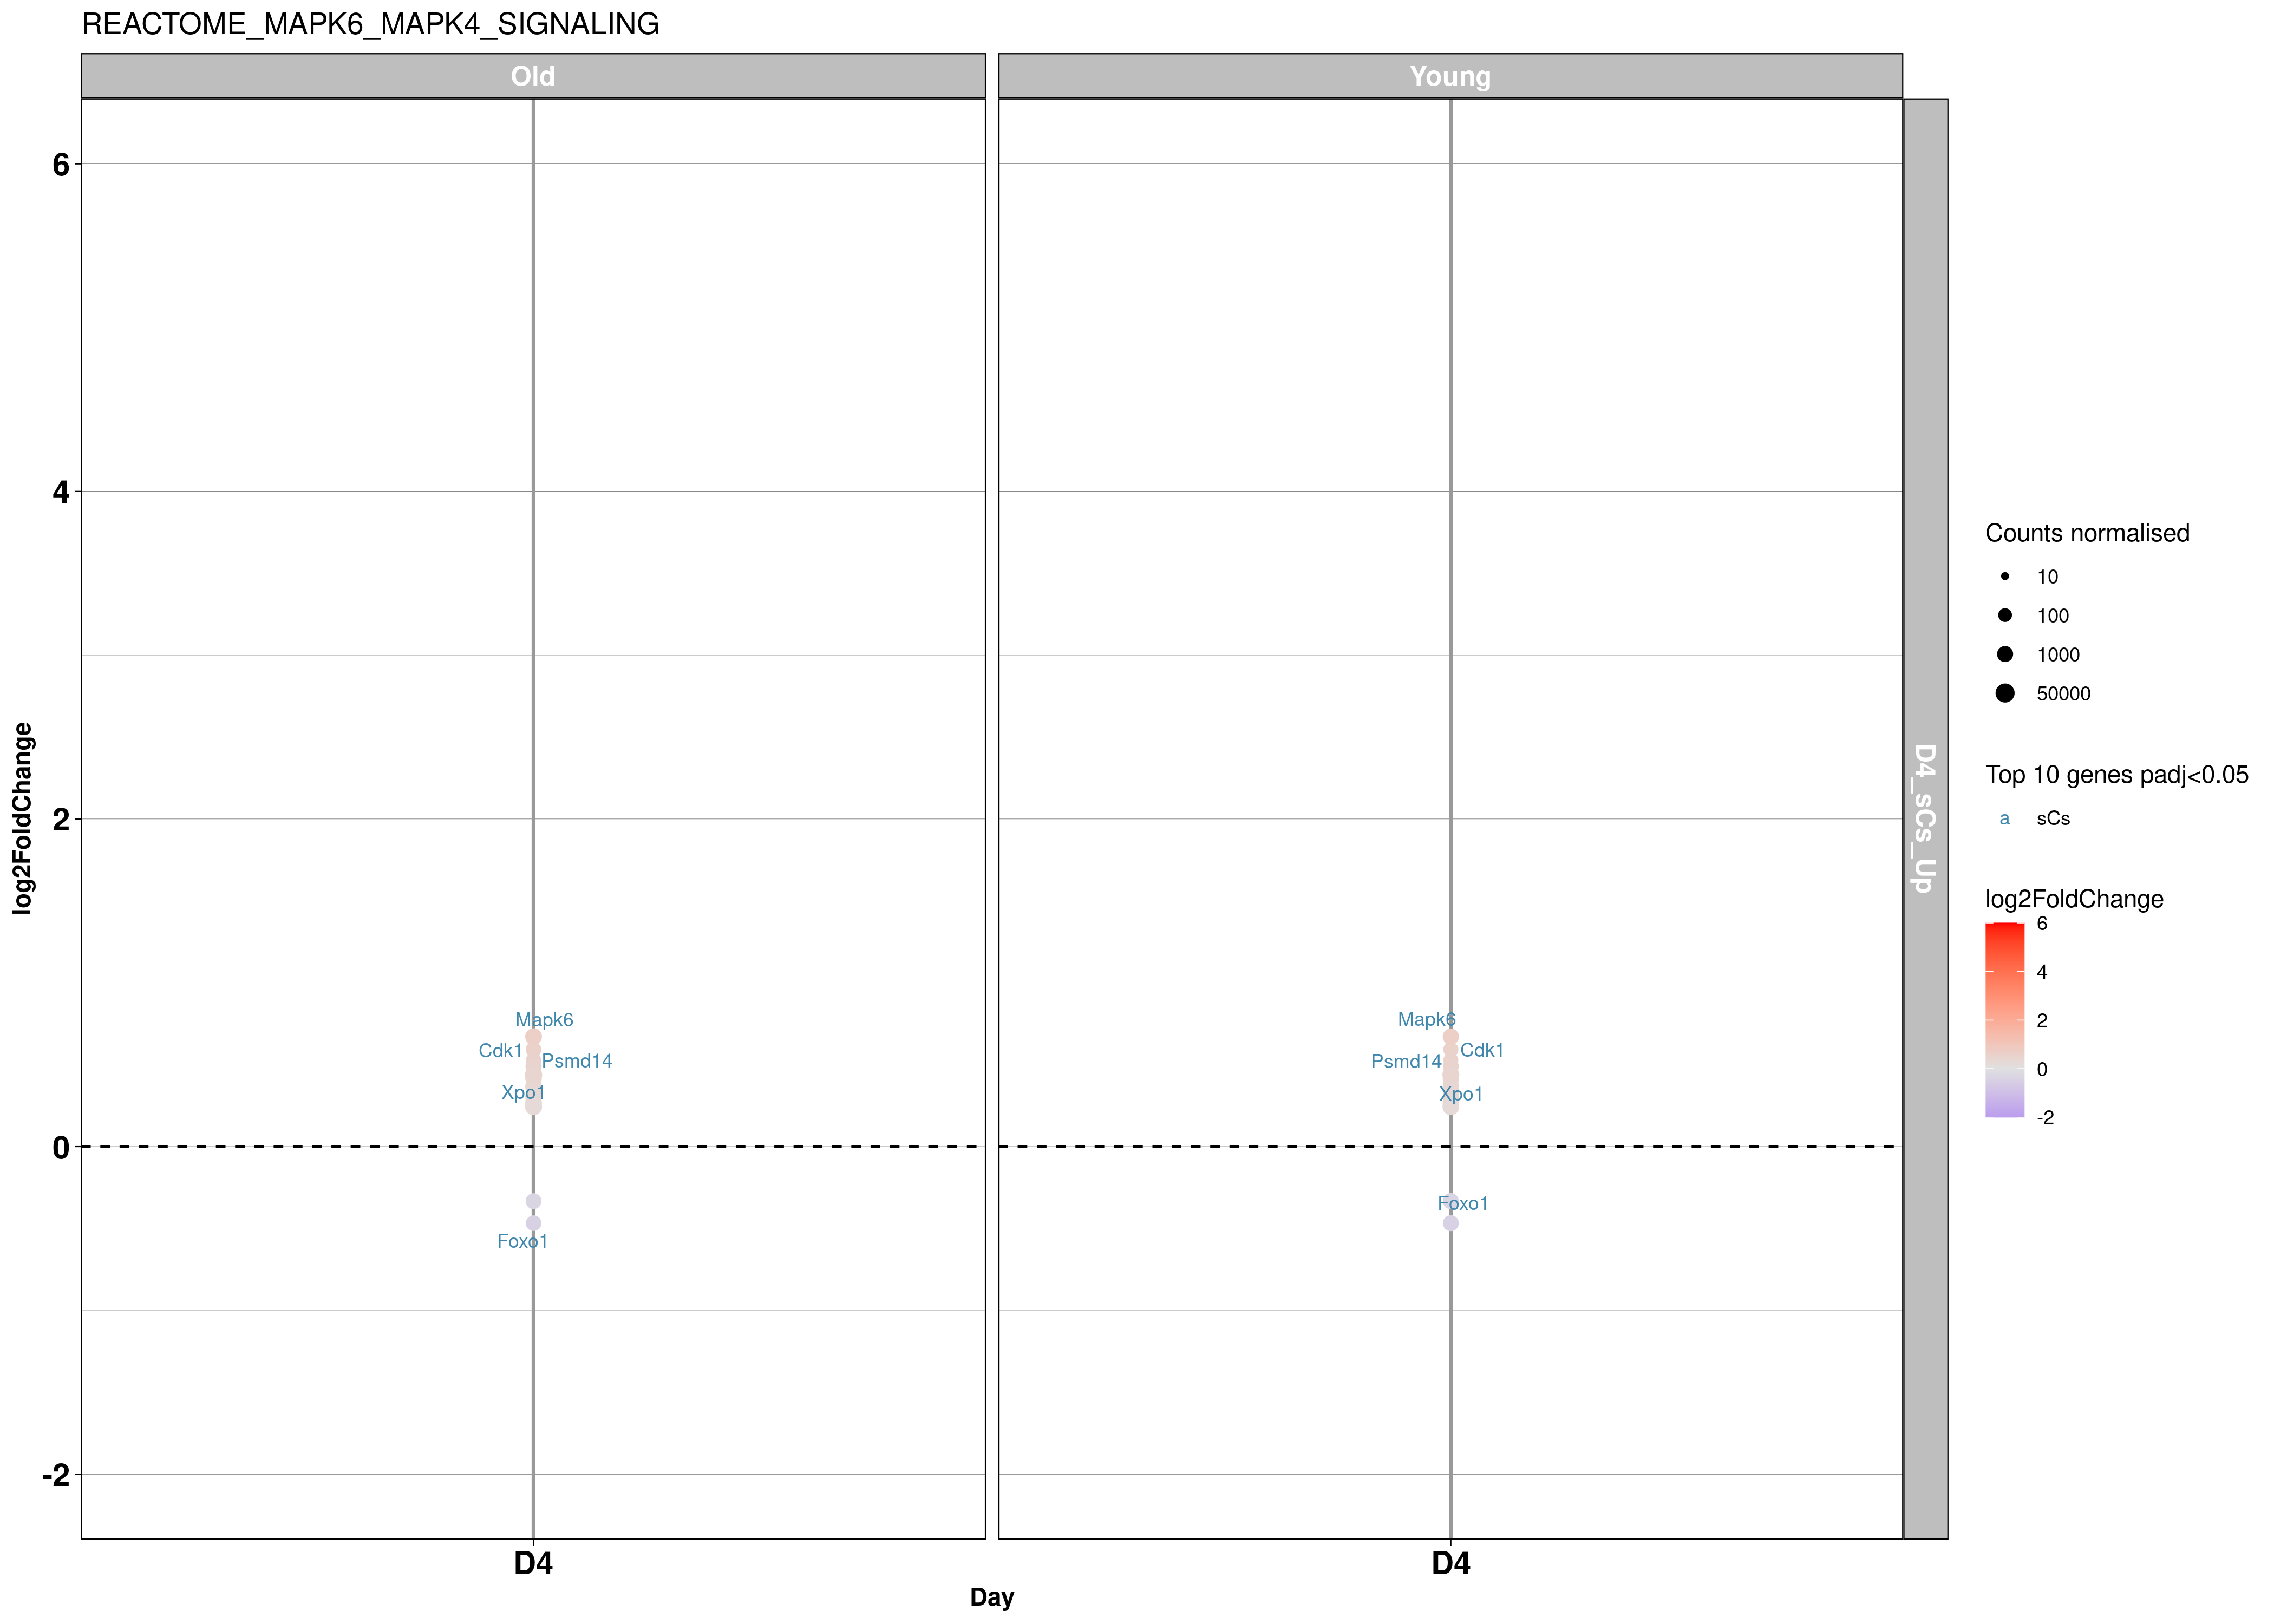 REACTOME_MAPK6_MAPK4_SIGNALING
Old
Young
D4_sCs_Up
log2FoldChange
6
4
2
0
-2
Mapk6
Cdk1
Psmd14
Xpo1
Foxo1
Mapk6
Cdk1
Psmd14
Xpo1
Foxo1
D4
D4
Day
Counts normalised
10
100
1000
50000
Top 10 genes padj<0.05
a sCs
log2FoldChange
6
4
2
0
-2